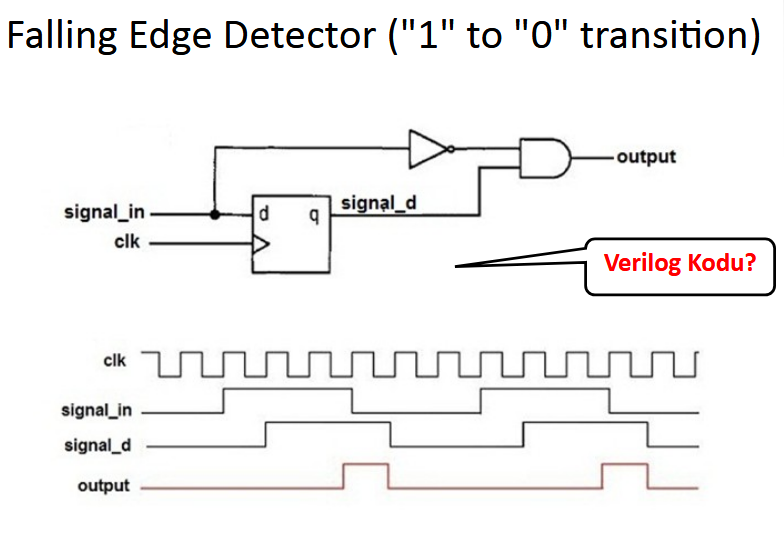 Falling Edge Detector ("1" to "0" transition)
output
signal_in
d
q
signal_d
clk
Verilog Kodu?
clk
signal_in
signal_d
output